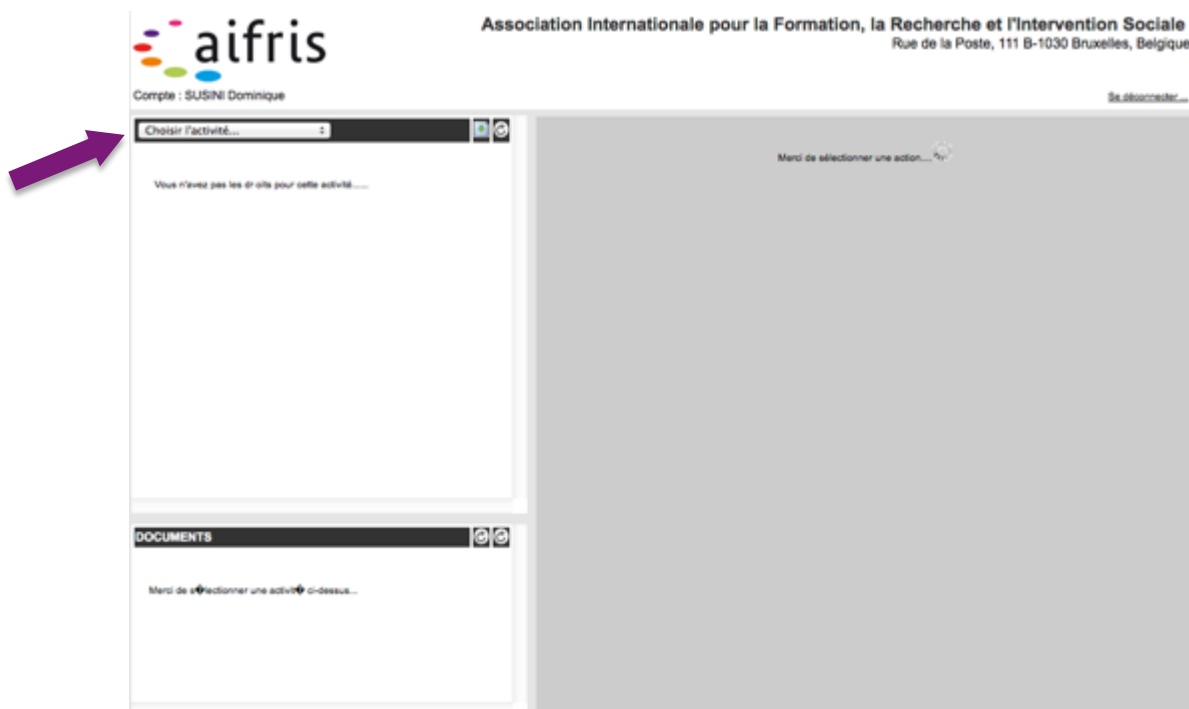 aifris
Association Internationale pour la Formation, la Recherche et l'Intervention Sociale
Rue de la Poste, 111 B-1030 Bruxelles, Belgique
Compte : SUSINI Dominique
Se déconnecter ...
Choisir l'activité...
Merci de sélectionner une action....
Vous n'avez pas les dr oits pour cette activité......
DOCUMENTS
Merci de s�lectionner une activit� ci-dessus...